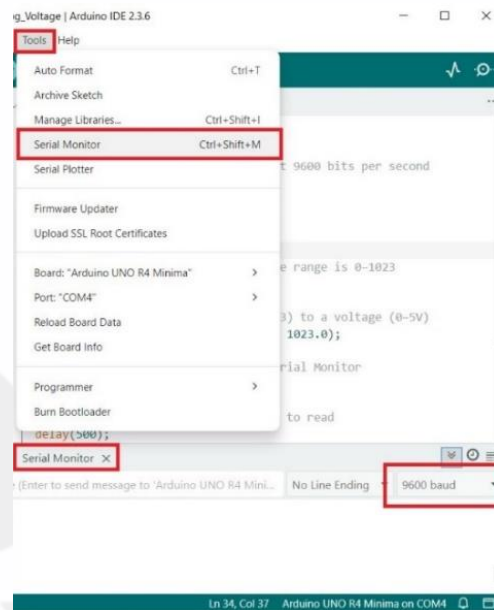 g_Voltage | Arduino IDE 2.3.6
Tools Help
Auto Format Ctrl+T
Archive Sketch
Manage Libraries... Ctrl+Shift+I
Serial Monitor Ctrl+Shift+M
Serial Plotter
t 9600 bits per second
Firmware Updater
Upload SSL Root Certificates
Board: "Arduino UNO R4 Minima"
e range is 0-1023
Port: "COM4"
Reload Board Data
3) to a voltage (0-5V)
1023.0);
Get Board Info
rial Monitor
Programmer
Burn Bootloader
to read
delay(500);
Serial Monitor
(Enter to send message to 'Arduino UNO R4 Mini... No Line Ending 9600 baud
Ln 34, Col 37 Arduino UNO R4 Minima on COM4